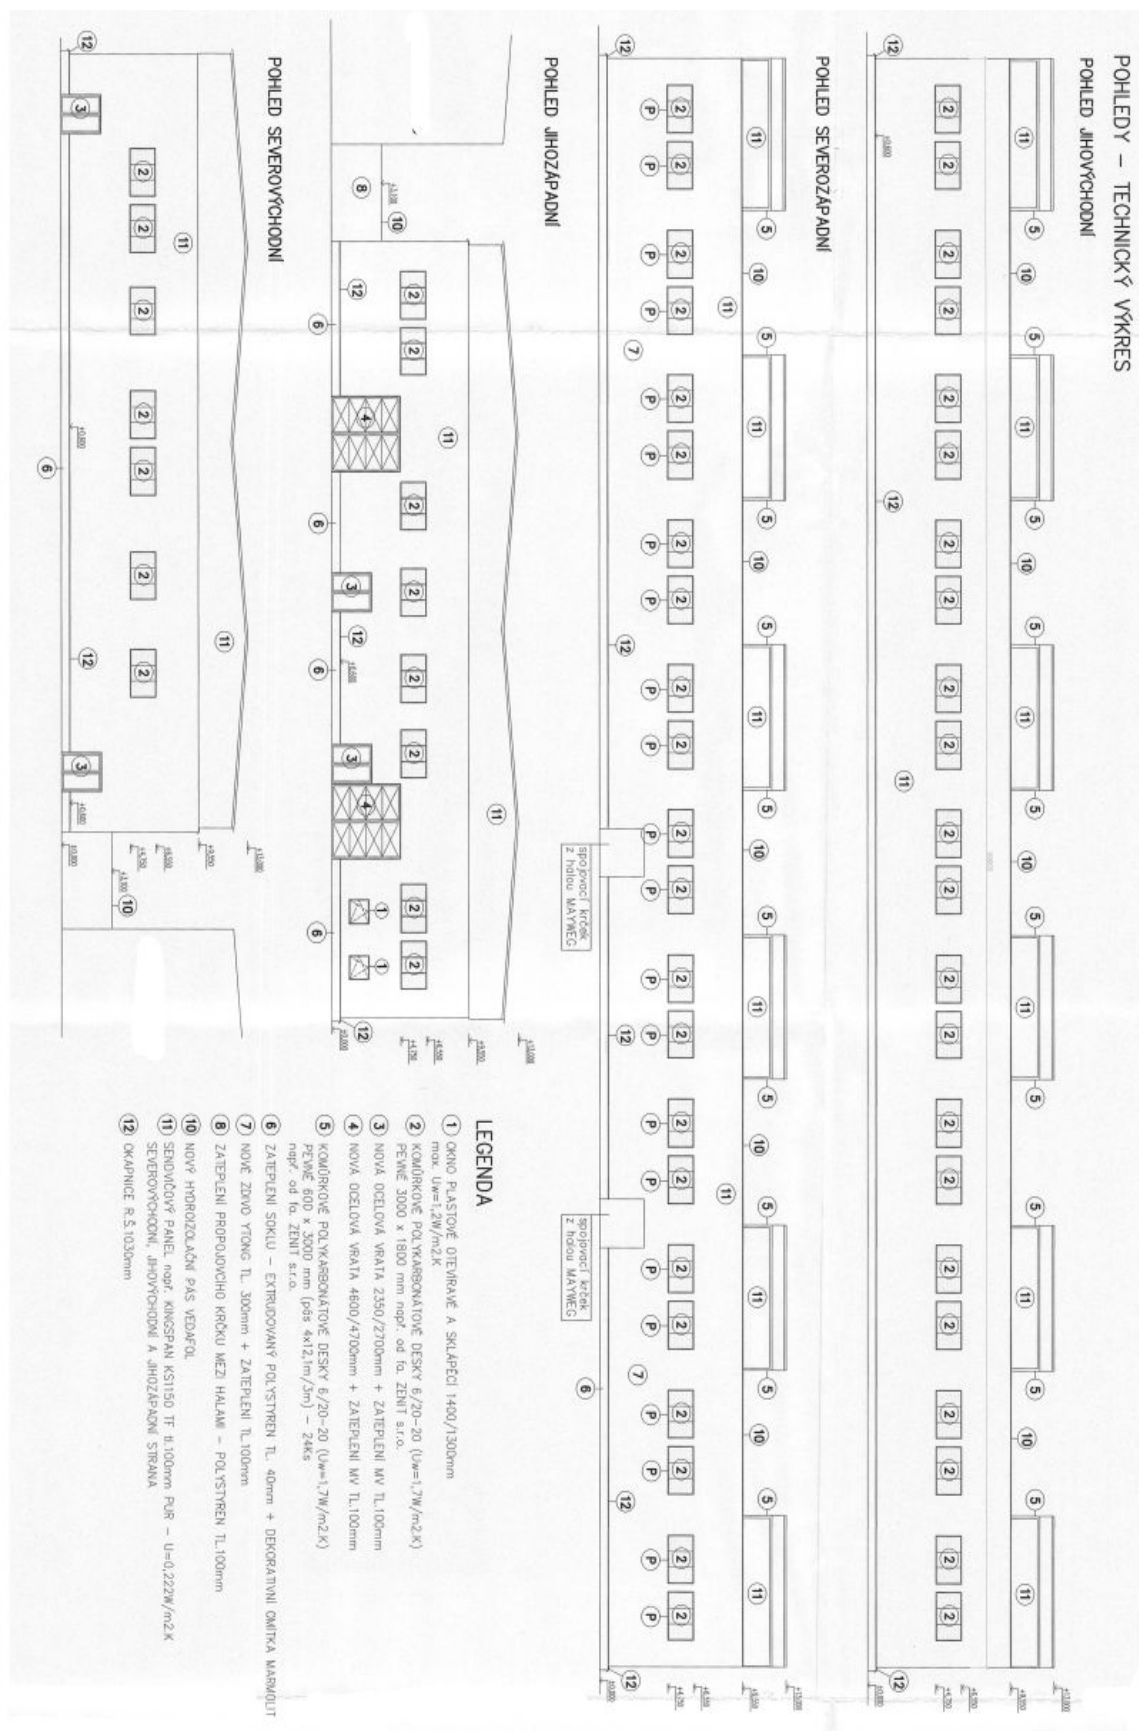 POHLEDY – TECHNICKÝ VÝKRES
POHLED JIHOVÝCHODNÍ
POHLED SEVEROZÁPADNÍ
spojovací krček
z halou MAYWEG
spojovací krček
z halou MAYWEG
POHLED JIHOZÁPADNÍ
POHLED SEVEROVÝCHODNÍ
LEGENDA
1 OKNO PLASTOVÉ OTEVÍRAVÉ A SKLÁPĚCÍ 1400/1300mm
max. Uw=1,2W/m2.K
2 KOMŮRKOVÉ POLYKARBONÁTOVÉ DESKY 6/20-20 (Uw=1,7W/m2.K)
PEVNÉ 3000 x 1800 mm např. od fa. ZENIT s.r.o.
3 NOVÁ OCELOVÁ VRATA 2350/2700mm + ZATEPLENÍ MV TL.100mm
4 NOVÁ OCELOVÁ VRATA 4600/4700mm + ZATEPLENÍ MV TL.100mm
5 KOMŮRKOVÉ POLYKARBONÁTOVÉ DESKY 6/20-20 (Uw=1,7W/m2.K)
PEVNÉ 600 x 3000 mm (pás 4x12,1m/3m) – 24Ks
např. od fa. ZENIT s.r.o.
6 ZATEPLENÍ SOKLU – EXTRUDOVANÝ POLYSTYREN TL. 40mm + DEKORATIVNÍ OMÍTKA MARMOLIT
7 NOVÉ ZDIVO YTONG TL. 300mm + ZATEPLENÍ TL.100mm
8 ZATEPLENÍ PROPOJOVCÍHO KRČKU MEZI HALAMI – POLYSTYREN TL.100mm
10 NOVÝ HYDROIZOLAČNÍ PÁS VEDAFOL
11 SENDVIČOVÝ PANEL např. KINGSPAN KS1150 TF tl.100mm PUR – U=0,222W/m2.K
SEVEROVÝCHODNÍ, JIHOVÝCHODNÍ A JIHOZÁPADNÍ STRANA
12 OKAPNICE R.Š.1030mm